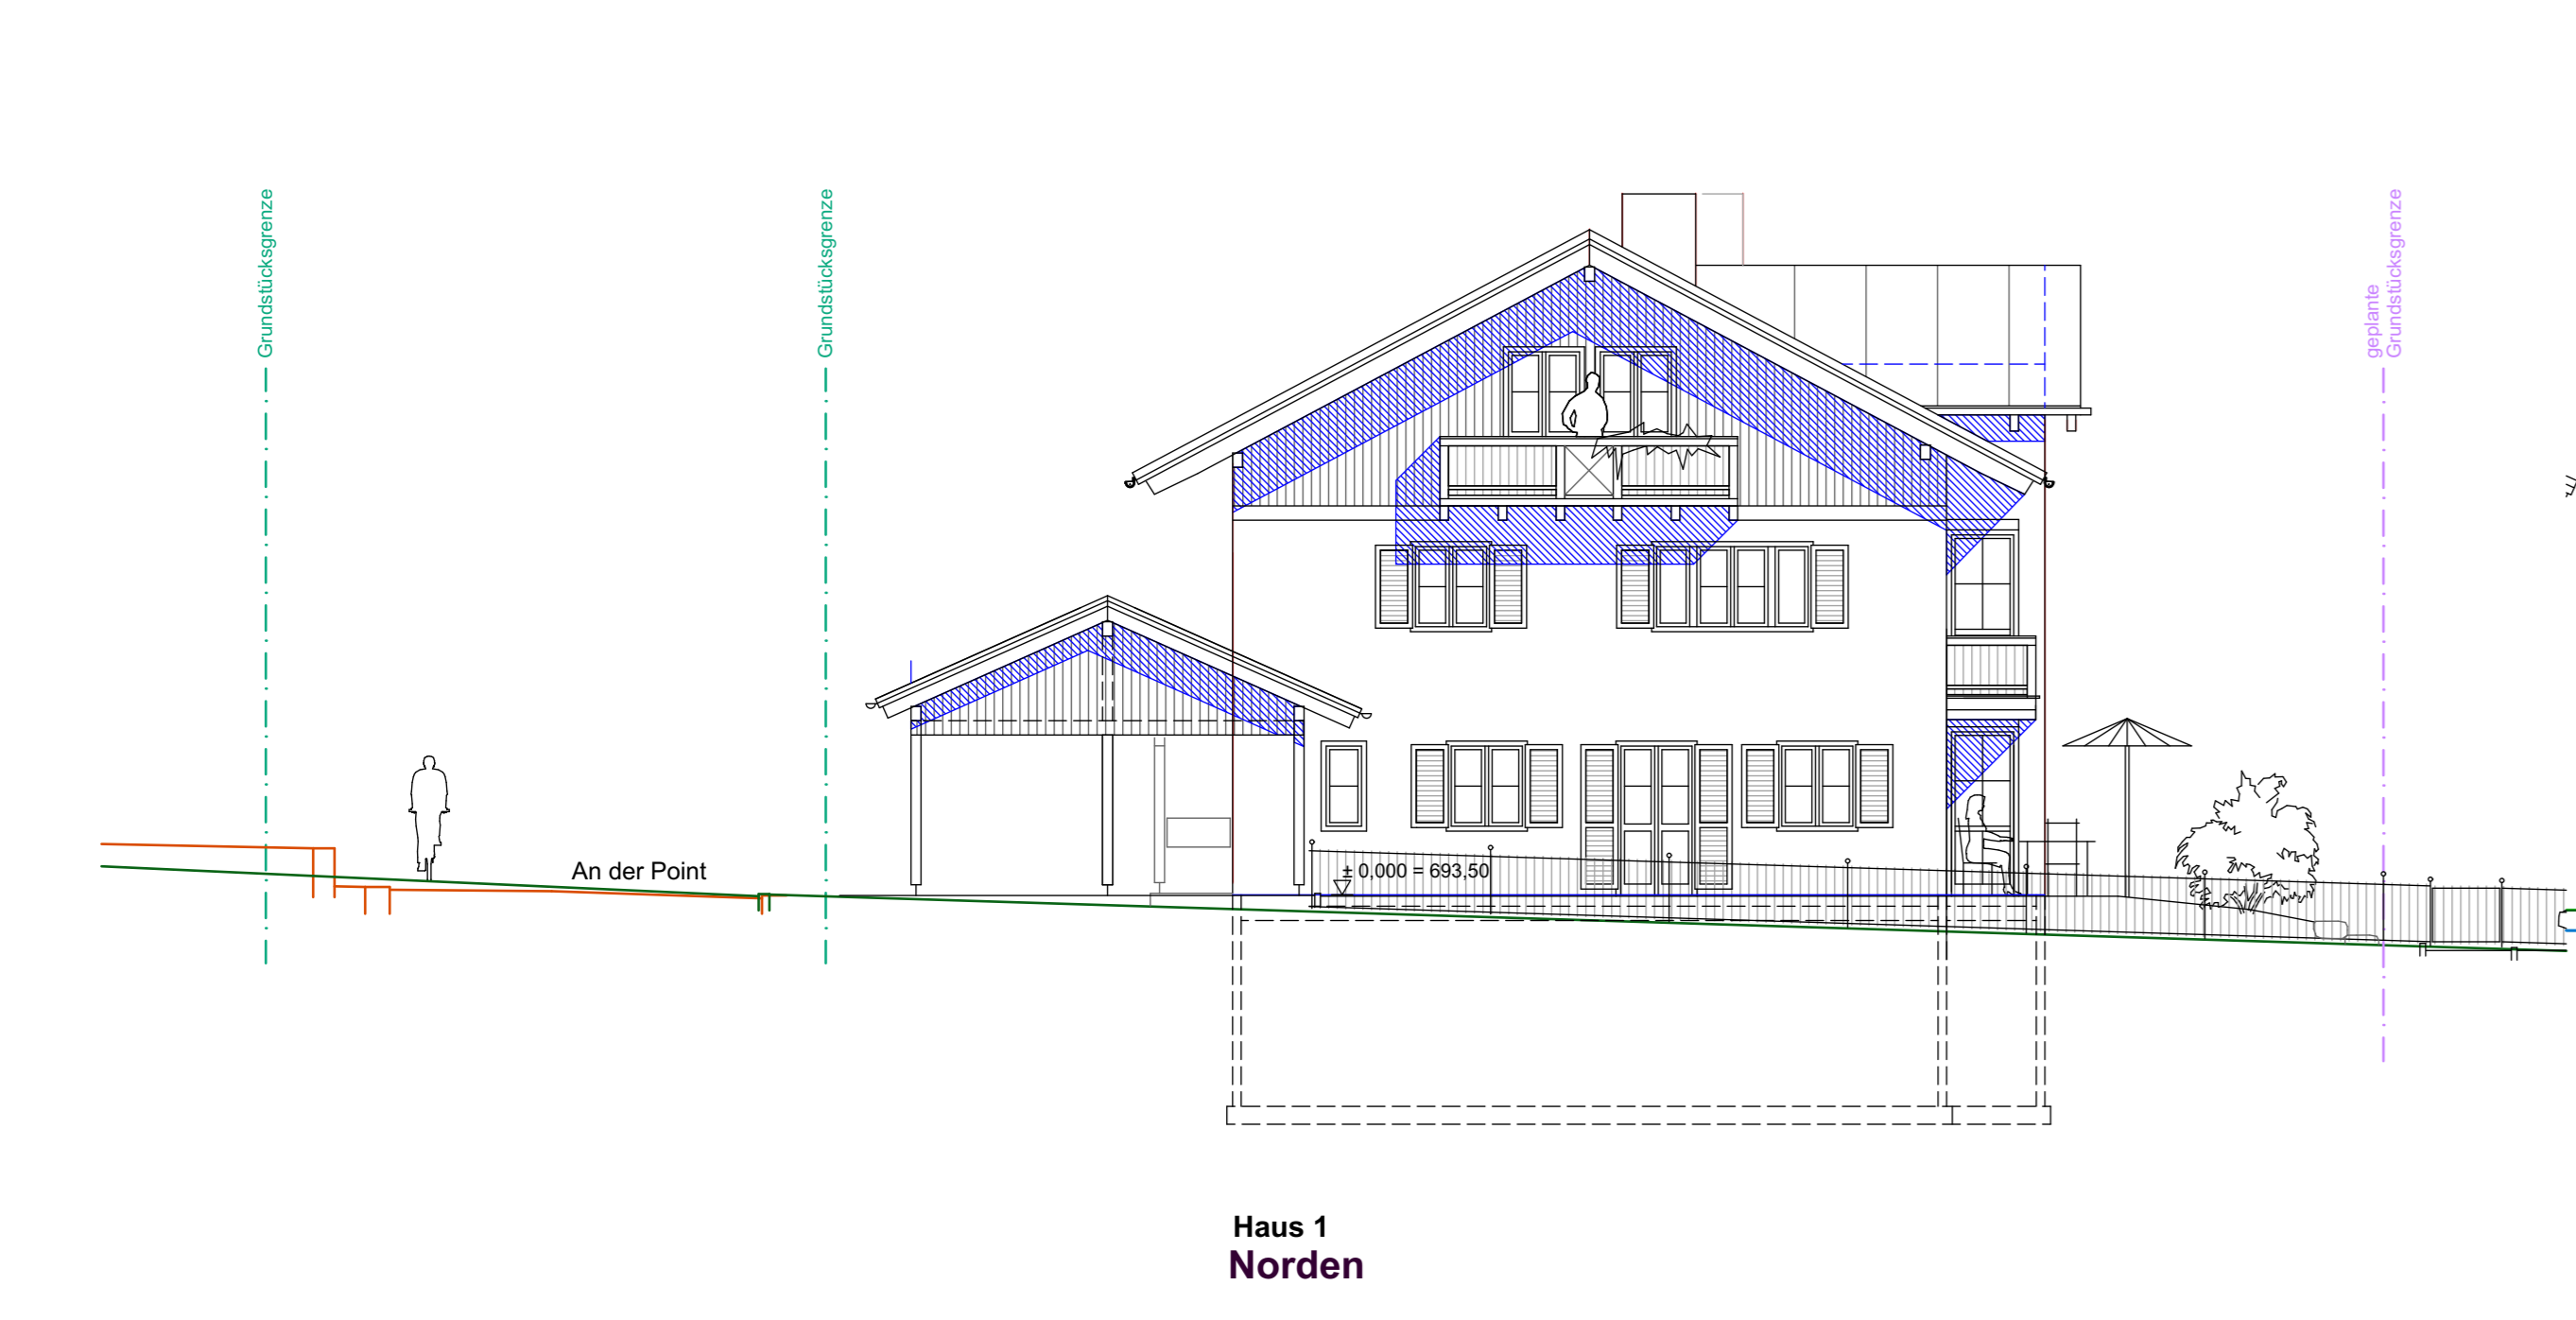 Grundstücksgrenze
Grundstücksgrenze
geplante
Grundstücksgrenze
An der Point
± 0,000 = 693,50
Haus 1
Norden